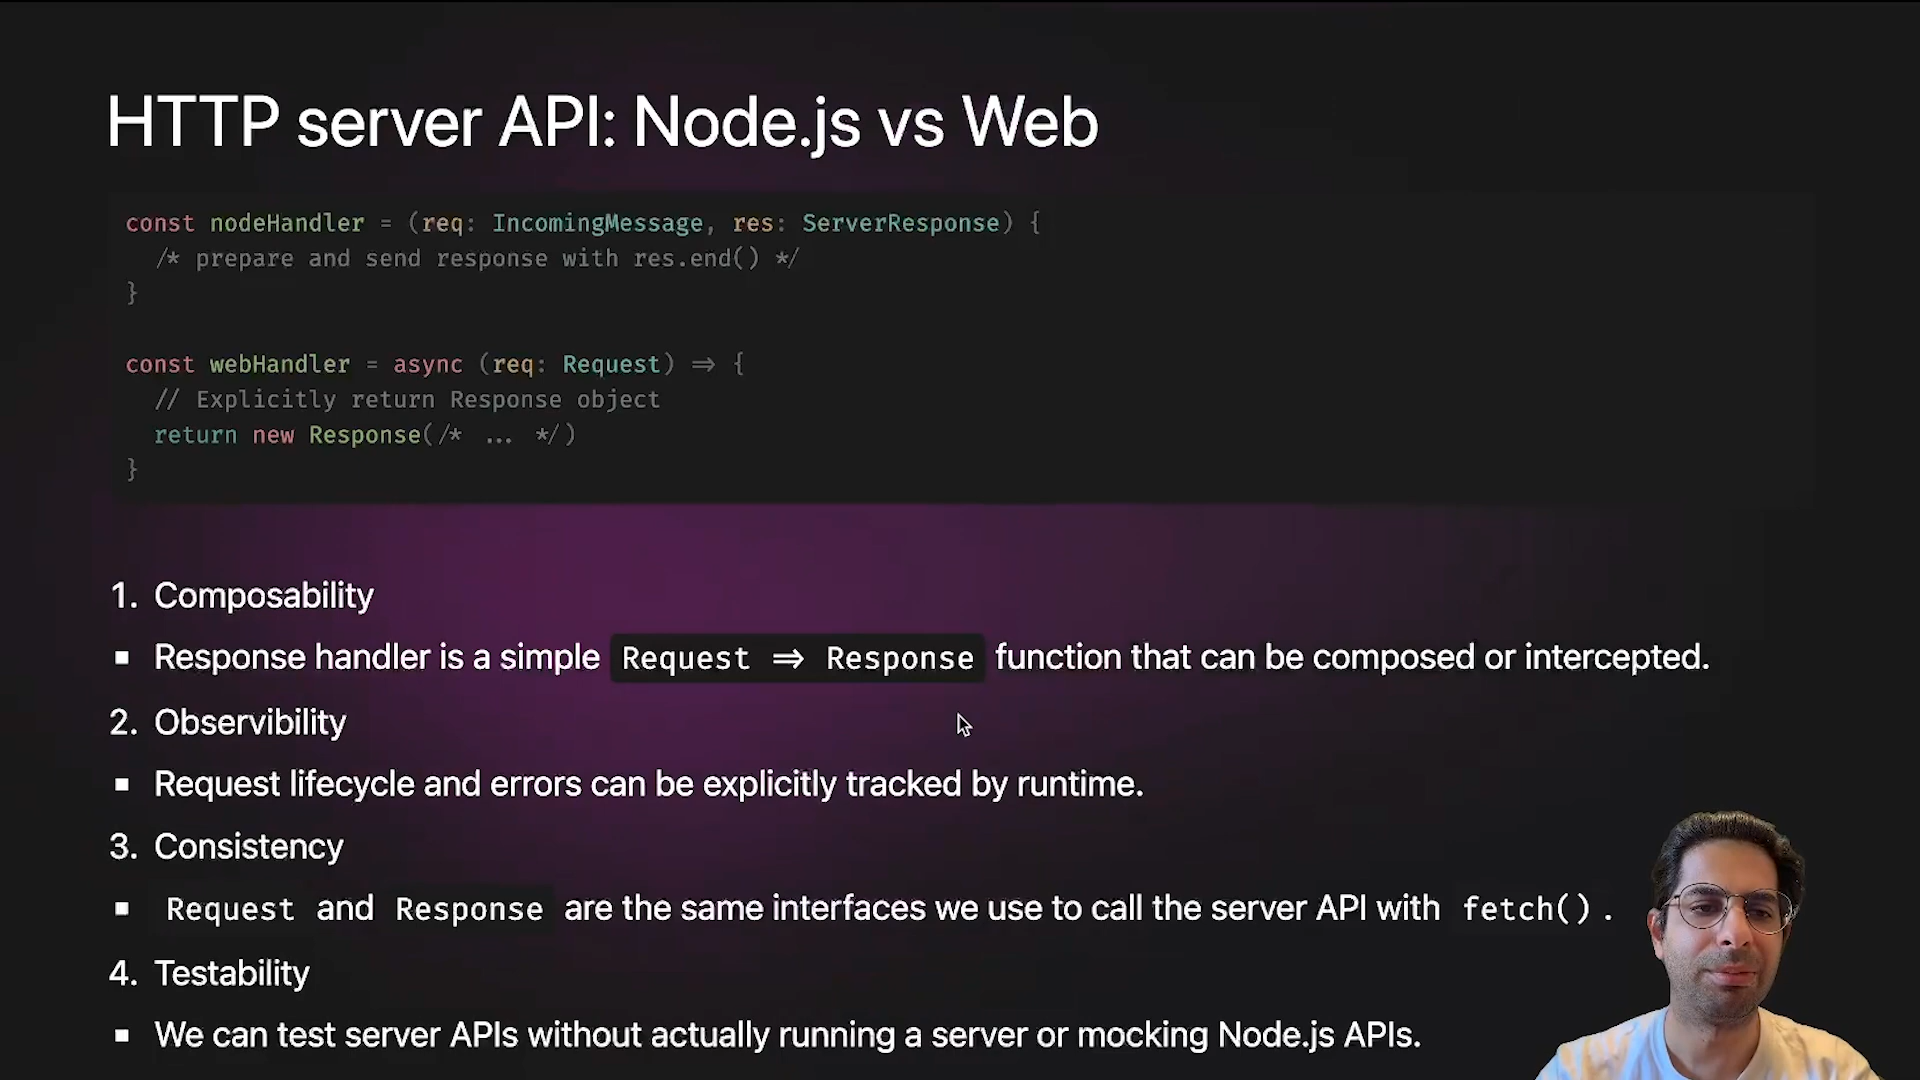 HTTP server API: Node.js vs Web
const nodeHandler = (req: IncomingMessage, res: ServerResponse) {
/* prepare and send response with res.end() */
}
const webHandler = async (req: Request) => {
// Explicitly return Response object
return new Response(/* ... */)
}
1. Composability
▪ Response handler is a simple Request => Response function that can be composed or intercepted.
2. Observibility
▪ Request lifecycle and errors can be explicitly tracked by runtime.
3. Consistency
▪ Request and Response are the same interfaces we use to call the server API with fetch().
4. Testability
▪ We can test server APIs without actually running a server or mocking Node.js APIs.